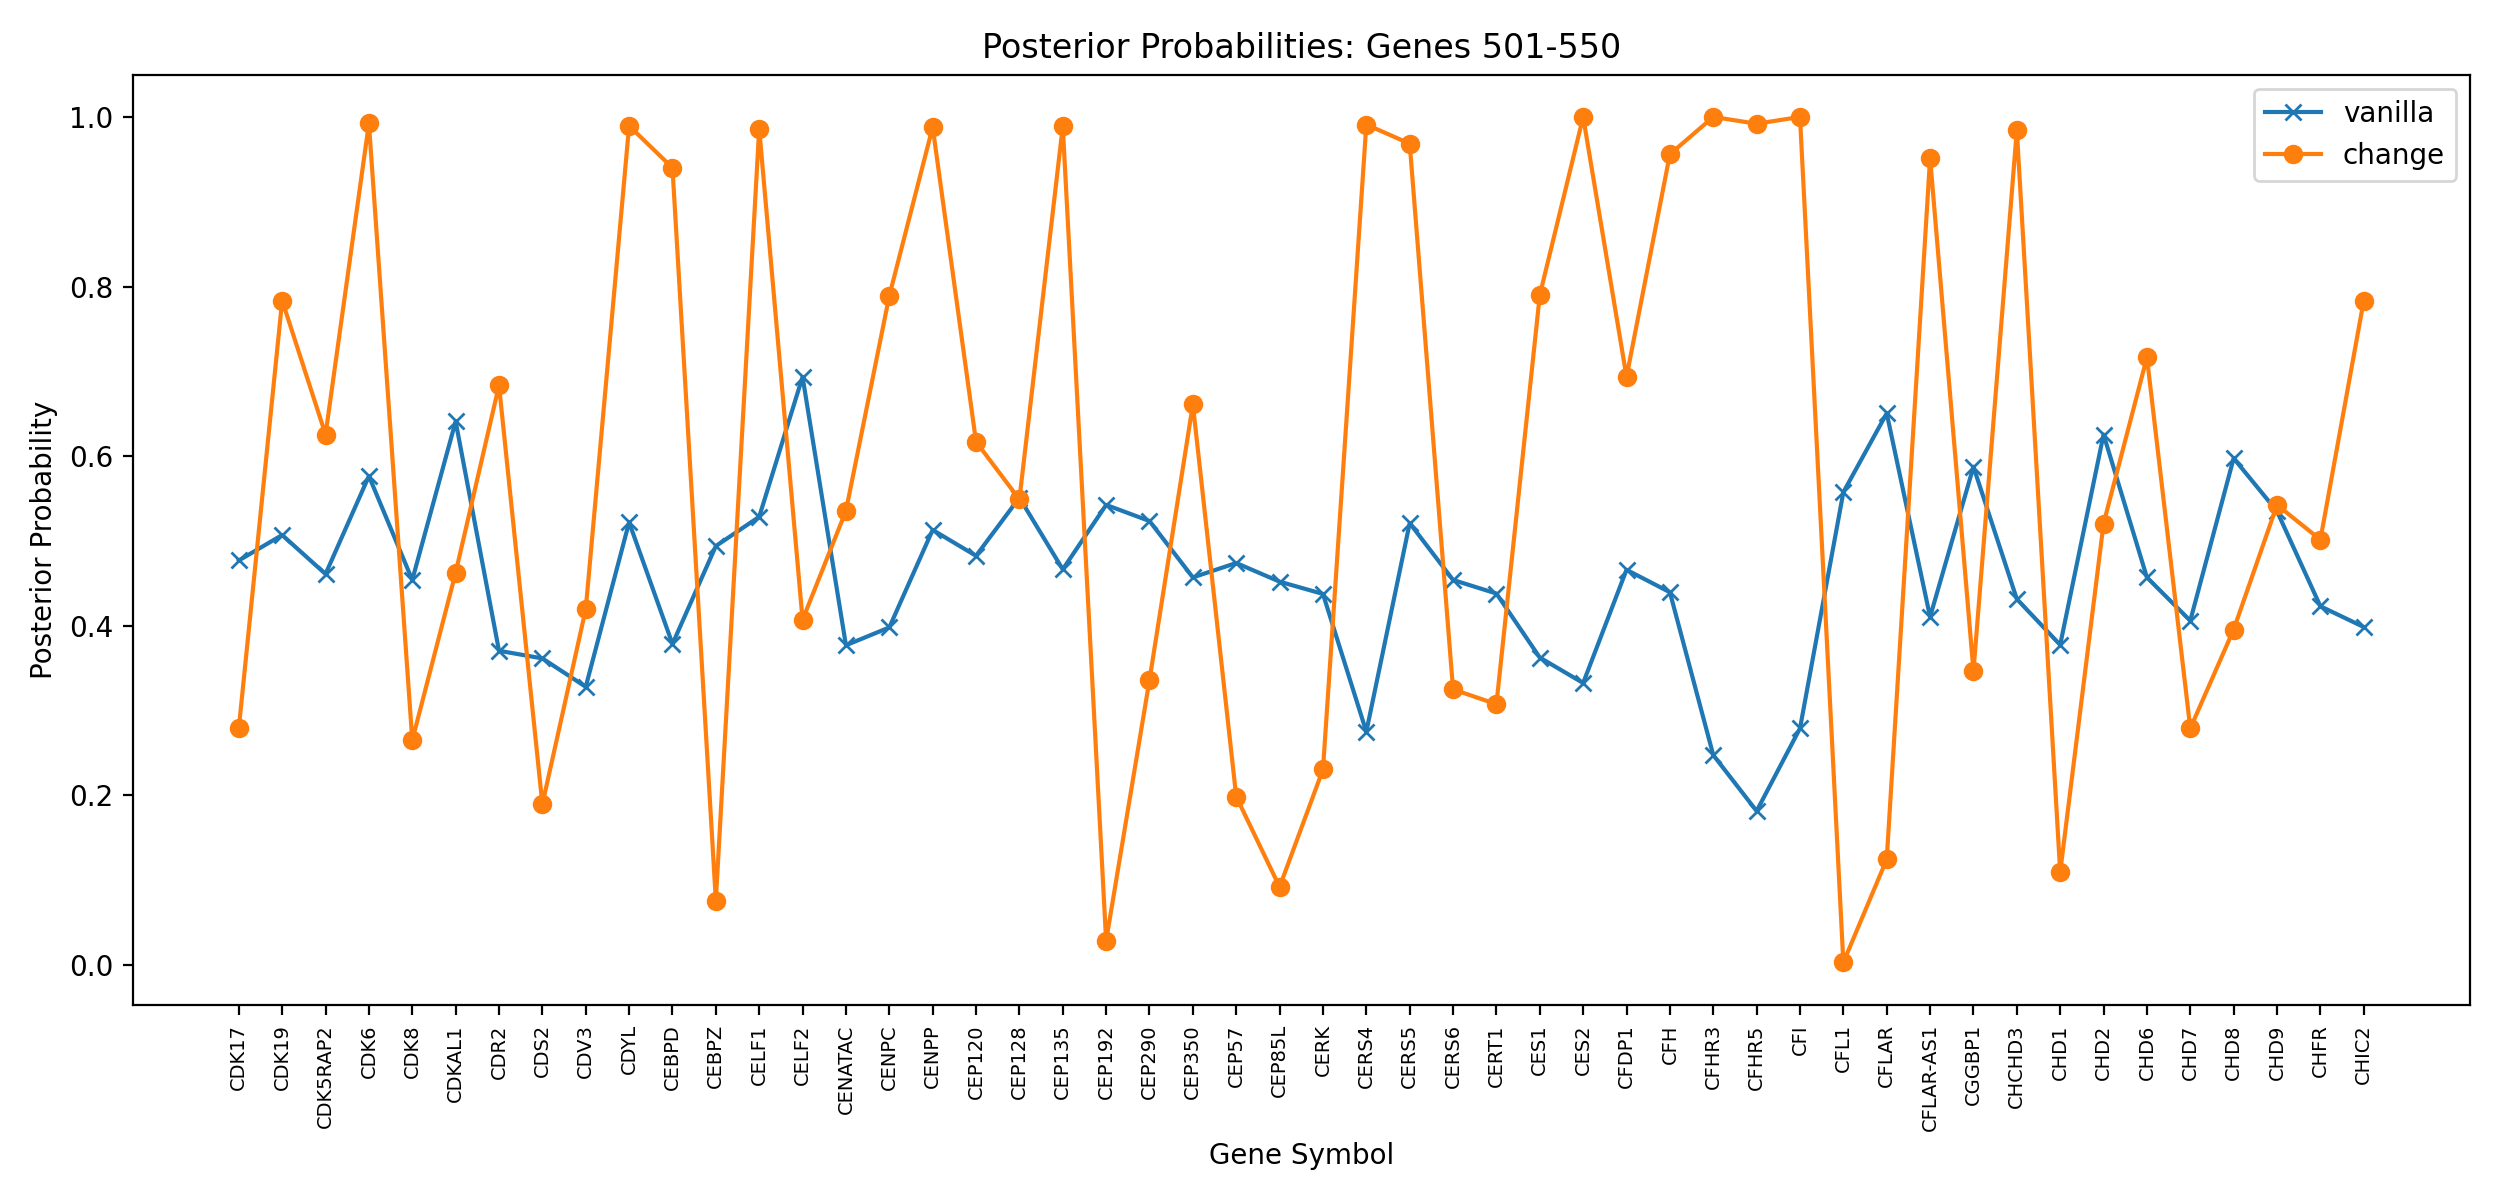 Posterior Probabilities: Genes 501-550
vanilla
change
Posterior Probability
1.0
0.8
0.6
0.4
0.2
0.0
CDK17
CDK19
CDK5RAP2
CDK6
CDK8
CDKAL1
CDR2
CDS2
CDV3
CDYL
CEBPD
CEBPZ
CELF1
CELF2
CENATAC
CENPC
CENPP
CEP120
CEP128
CEP135
CEP192
CEP290
CEP350
CEP57
CEP85L
CERK
CERS4
CERS5
CERS6
CERT1
CES1
CES2
CFDP1
CFH
CFHR3
CFHR5
CFI
CFL1
CFLAR
CFLAR-AS1
CGGBP1
CHCHD3
CHD1
CHD2
CHD6
CHD7
CHD8
CHD9
CHFR
CHIC2
Gene Symbol